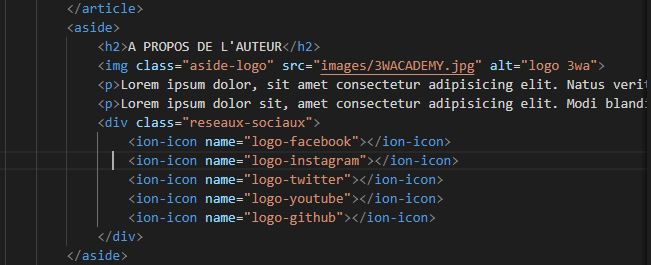 </article>
<aside>
<h2>A PROPOS DE L'AUTEUR</h2>
<img class="aside-logo" src="images/3WACADEMY.jpg" alt="logo 3wa">
<p>Lorem ipsum dolor, sit amet consectetur adipisicing elit. Natus verit
<p>Lorem ipsum dolor sit, amet consectetur adipisicing elit. Modi blandi
<div class="reseaux-sociaux">
<ion-icon name="logo-facebook"></ion-icon>
<ion-icon name="logo-instagram"></ion-icon>
<ion-icon name="logo-twitter"></ion-icon>
<ion-icon name="logo-youtube"></ion-icon>
<ion-icon name="logo-github"></ion-icon>
</div>
</aside>